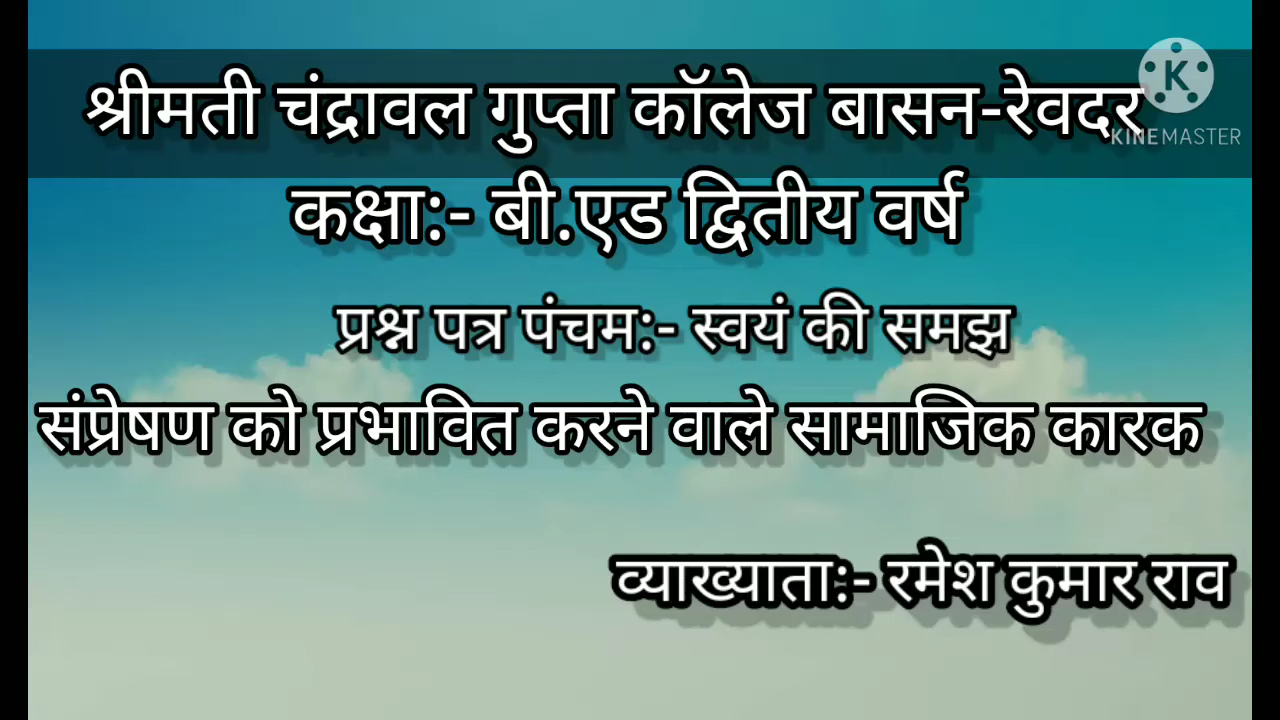 श्रीमती चंद्रावल गुप्ता कॉलेज बासन-रेवदर
K
KINEMASTER
कक्षा:- बी.एड द्वितीय वर्ष
प्रश्न पत्र पंचम:- स्वयं की समझ
संप्रेषण को प्रभावित करने वाले सामाजिक कारक
व्याख्याता:- रमेश कुमार राव